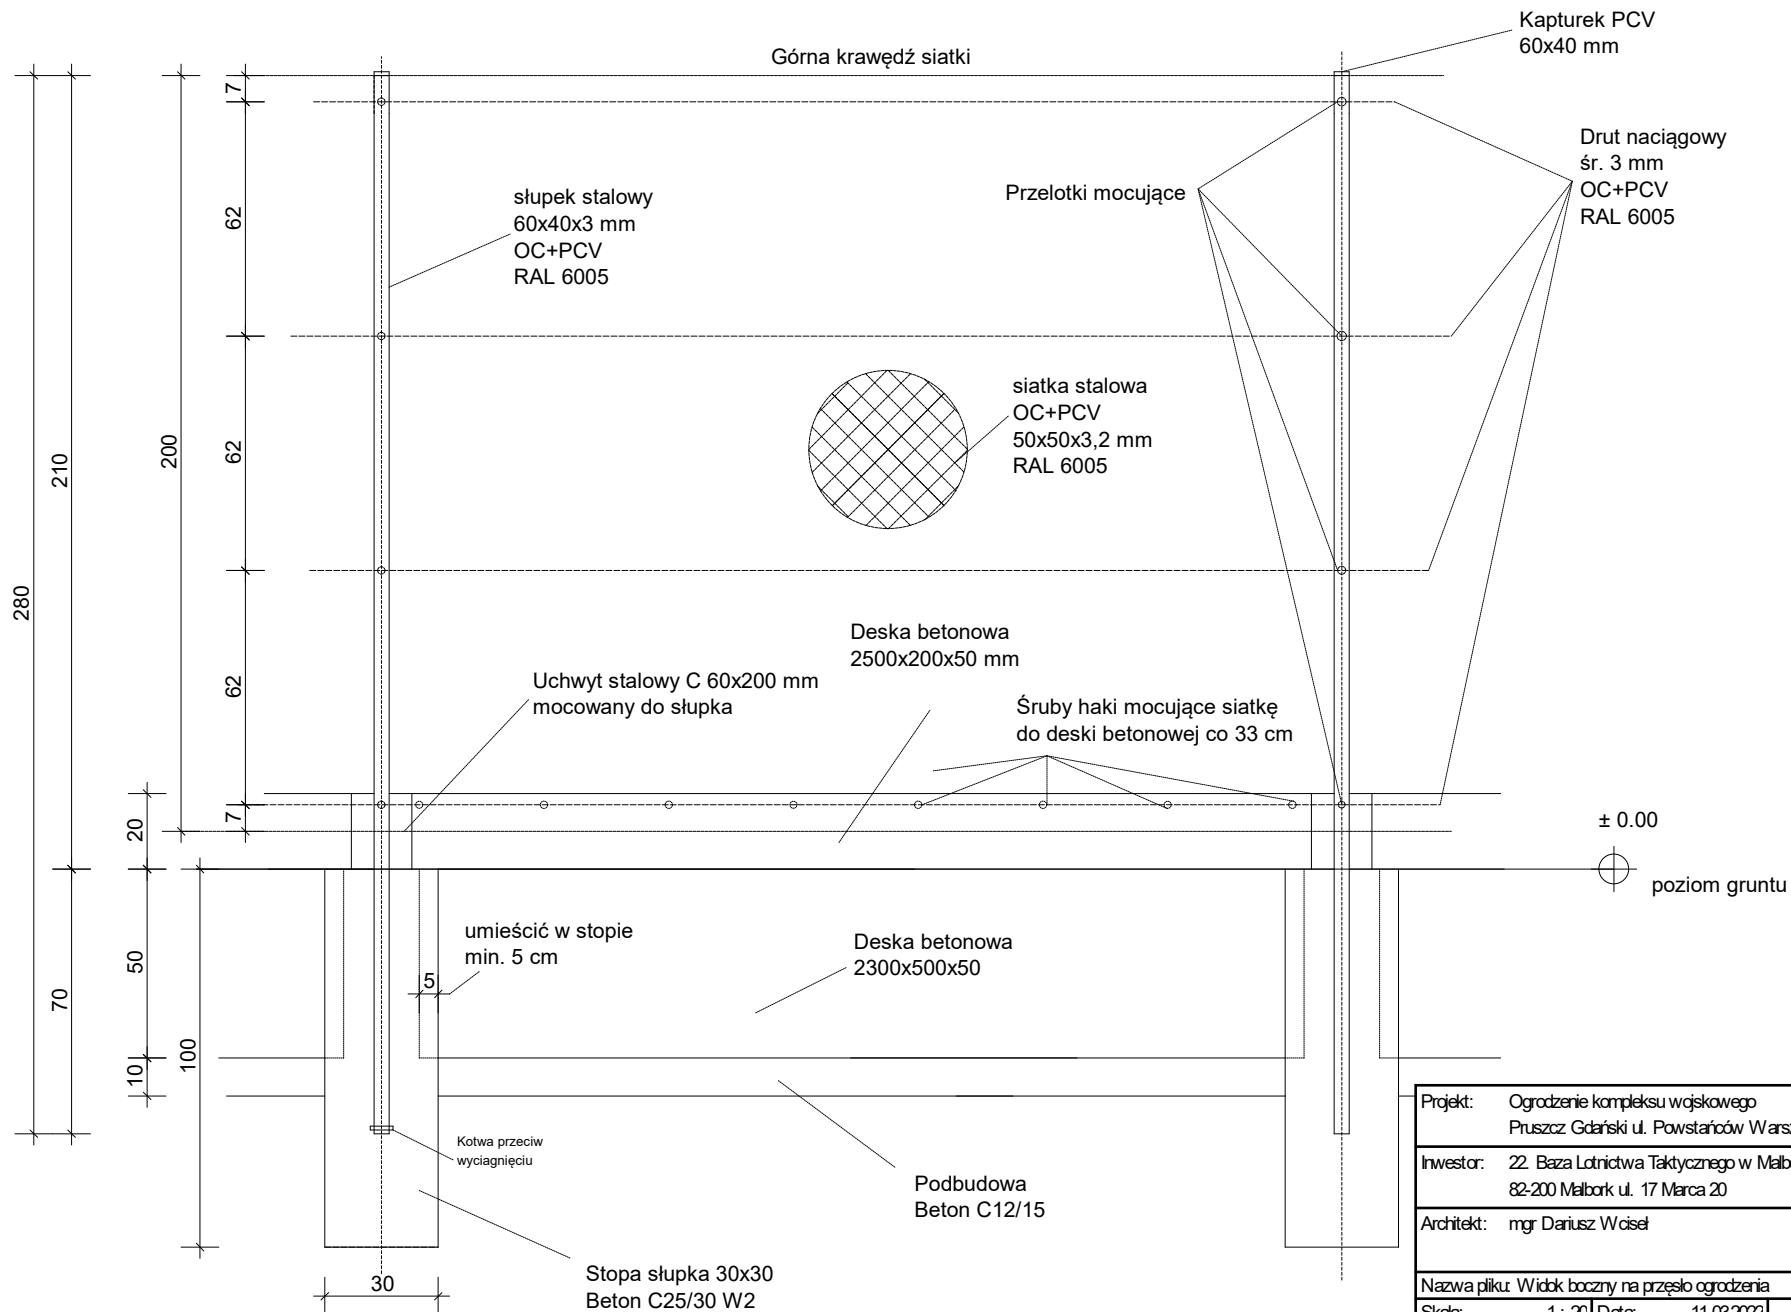 Kapturek PCV
60x40 mm
Górna krawędź siatki
7
Drut naciągowy
śr. 3 mm
OC+PCV
RAL 6005
Przelotki mocujące
słupek stalowy
60x40x3 mm
OC+PCV
RAL 6005
62
siatka stalowa
OC+PCV
50x50x3,2 mm
RAL 6005
62
200
210
280
Deska betonowa
2500x200x50 mm
Uchwyt stalowy C 60x200 mm
mocowany do słupka
62
Śruby haki mocujące siatkę
do deski betonowej co 33 cm
20
7
± 0.00
poziom gruntu
umieścić w stopie
min. 5 cm
5
Deska betonowa
2300x500x50
50
70
100
10
Kotwa przeciw
wyciagnięciu
Podbudowa
Beton C12/15
Stopa słupka 30x30
Beton C25/30 W2
30
Projekt: Ogrodzenie kompleksu wojskowego
Pruszcz Gdański ul. Powstańców
Inwestor: 22. Baza Lotnictwa Taktycznego w
82-200 Malbork ul. 17 Marca 20
Architekt: mgr Dariusz Wciseł
Nazwa pliku: Widok boczny na przęsło ogrodzenia
Skala: 1 : 20 Data: